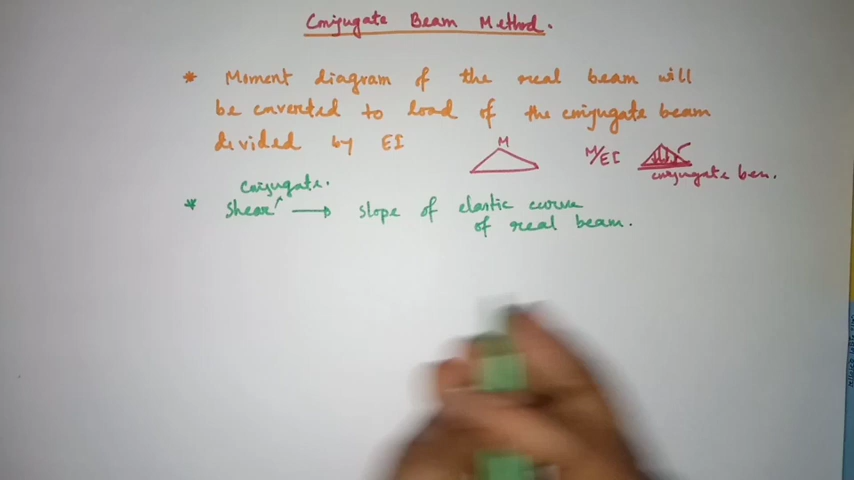 Conjugate Beam Method.
* Moment diagram of the real beam will
be converted to load of the conjugate beam
divided by EI
M
M/EI
conjugate
* Shear → slope of elastic curve
of real beam.
conjugate.